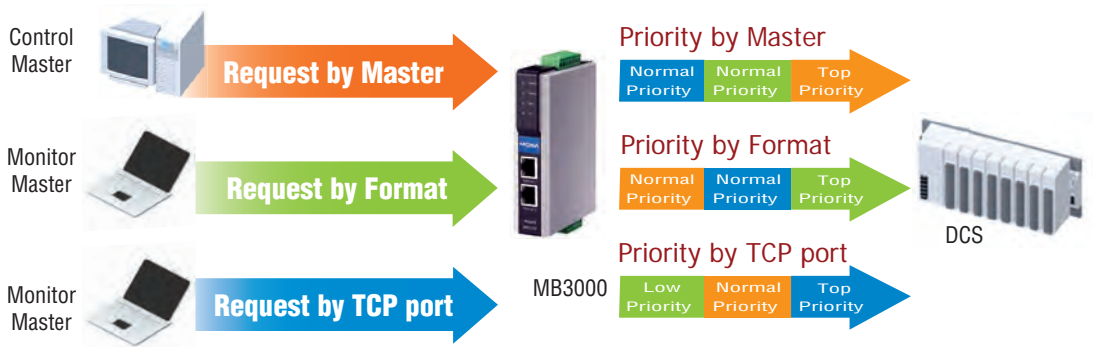 Control
Master
Request by Master
Priority by Master
Normal
Priority
Normal
Priority
Top
Priority
Monitor
Master
Request by Format
MOXA
Priority by Format
Normal
Priority
Normal
Priority
Top
Priority
DCS
Monitor
Master
Request by TCP port
MB3000
Priority by TCP port
Low
Priority
Normal
Priority
Top
Priority